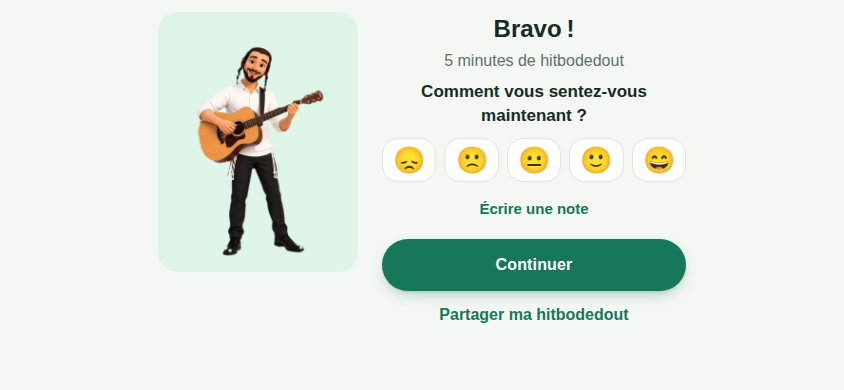 Bravo !
5 minutes de hitbodedout
Comment vous sentez-vous
maintenant ?
Écrire une note
Continuer
Partager ma hitbodedout